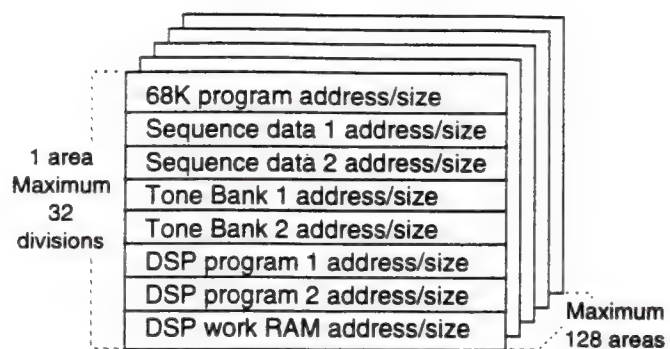 68K program address/size
Sequence data 1 address/size
Sequence data 2 address/size
Tone Bank 1 address/size
Tone Bank 2 address/size
DSP program 1 address/size
DSP program 2 address/size
DSP work RAM address/size
1 area
Maximum
32
divisions
Maximum
128 areas